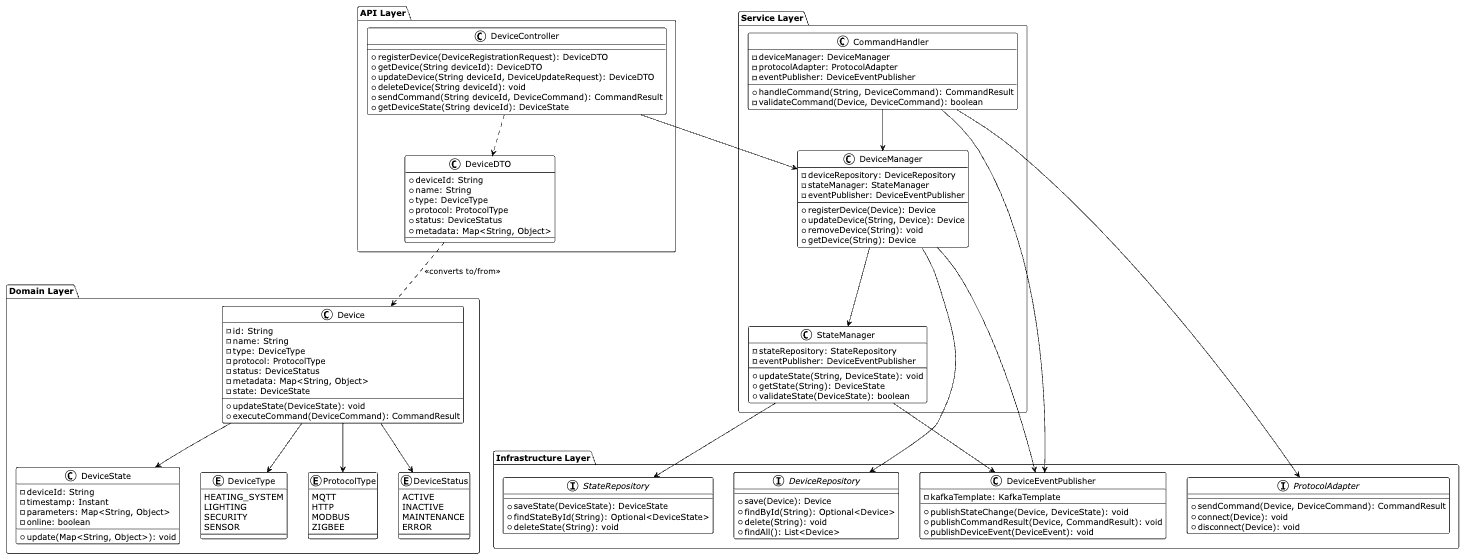 API Layer
C DeviceController
registerDevice(DeviceRegistrationRequest): DeviceDTO
getDevice(String deviceId): DeviceDTO
updateDevice(String deviceId, DeviceUpdateRequest): DeviceDTO
deleteDevice(String deviceId): void
sendCommand(String deviceId, DeviceCommand): CommandResult
getDeviceState(String deviceId): DeviceState
C DeviceDTO
deviceId: String
name: String
type: DeviceType
protocol: ProtocolType
status: DeviceStatus
metadata: Map<String, Object>
Service Layer
C CommandHandler
deviceManager: DeviceManager
protocolAdapter: ProtocolAdapter
eventPublisher: DeviceEventPublisher
handleCommand(String, DeviceCommand): CommandResult
validateCommand(Device, DeviceCommand): boolean
C DeviceManager
deviceRepository: DeviceRepository
stateManager: StateManager
eventPublisher: DeviceEventPublisher
registerDevice(Device): Device
updateDevice(String, Device): Device
removeDevice(String): void
getDevice(String): Device
C StateManager
stateRepository: StateRepository
eventPublisher: DeviceEventPublisher
updateState(String, DeviceState): void
getState(String): DeviceState
validateState(DeviceState): boolean
«converts to/from»
Domain Layer
C Device
id: String
name: String
type: DeviceType
protocol: ProtocolType
status: DeviceStatus
metadata: Map<String, Object>
state: DeviceState
updateState(DeviceState): void
executeCommand(DeviceCommand): CommandResult
C DeviceState
deviceId: String
timestamp: Instant
parameters: Map<String, Object>
online: boolean
update(Map<String, Object>): void
E DeviceType
HEATING_SYSTEM
LIGHTING
SECURITY
SENSOR
E ProtocolType
MQTT
HTTP
MODBUS
ZIGBEE
E DeviceStatus
ACTIVE
INACTIVE
MAINTENANCE
ERROR
Infrastructure Layer
I StateRepository
saveState(DeviceState): DeviceState
findStateById(String): Optional<DeviceState>
deleteState(String): void
I DeviceRepository
save(Device): Device
findById(String): Optional<Device>
delete(String): void
findAll(): List<Device>
C DeviceEventPublisher
kafkaTemplate: KafkaTemplate
publishStateChange(Device, DeviceState): void
publishCommandResult(Device, CommandResult): void
publishDeviceEvent(DeviceEvent): void
I ProtocolAdapter
sendCommand(Device, DeviceCommand): CommandResult
connect(Device): void
disconnect(Device): void